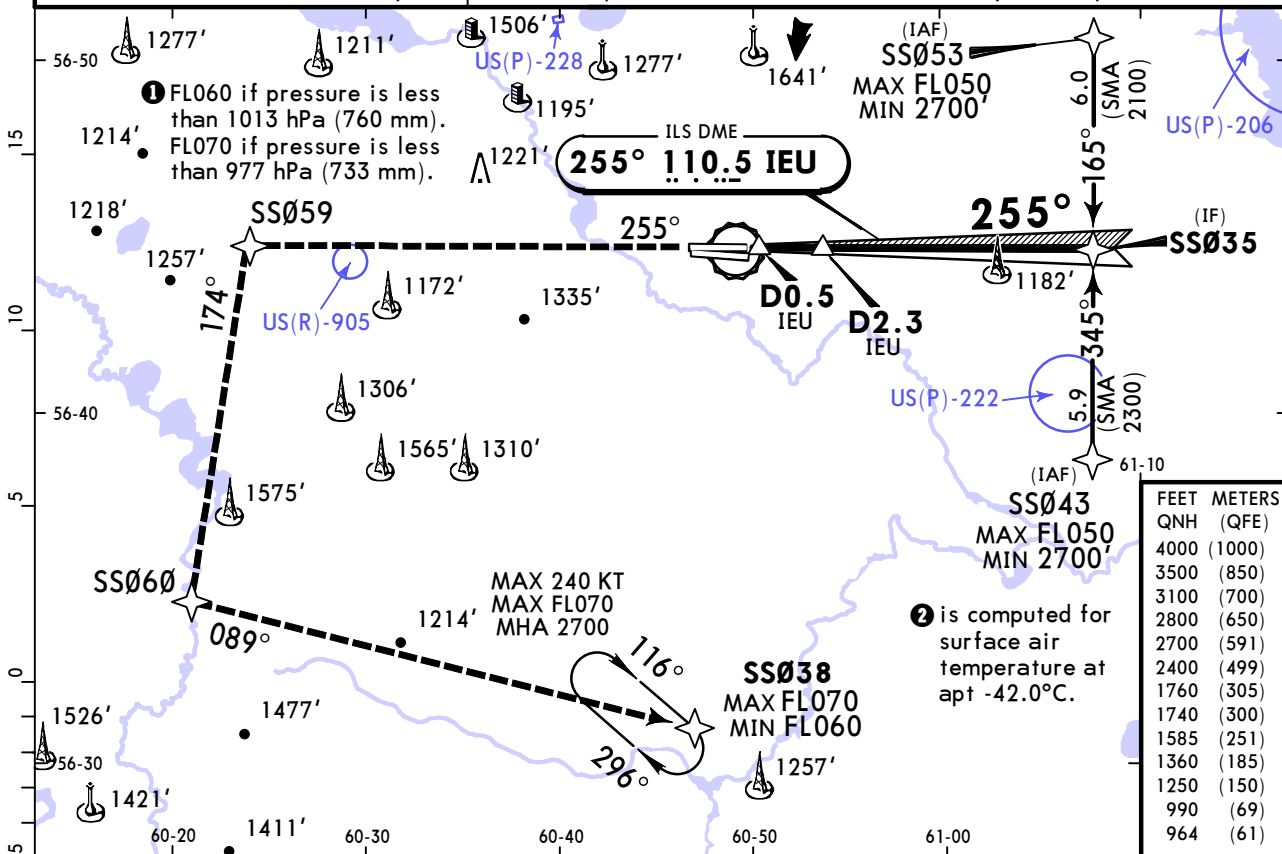 1277'
1211'
1506'
US(P)-228
1277'
1641'
(IAF)
SSØ53
MAX FL050
MIN 2700'
6.0
(SMA
2100)
US(P)-206
56-50
❶ FL060 if pressure is less
than 1013 hPa (760 mm).
FL070 if pressure is less
than 977 hPa (733 mm).
1195'
1214'
15
1221'
ILS DME
255° 110.5 IEU
165°
1218'
SSØ59
255°
255°
(IF)
SSØ35
1257'
174°
US(R)-905
1172'
1335'
D0.5
IEU
D2.3
IEU
1182'
10
345°
1306'
US(P)-222
5.9
(SMA
2300)
56-40
1565'
1310'
1575'
5
(IAF)
61-10
SSØ43
MAX FL050
MIN 2700'
SSØ60
089°
MAX 240 KT
MAX FL070
MHA 2700
1214'
116°
SSØ38
MAX FL070
MIN FL060
296°
❷ is computed for
surface air
temperature at
apt -42.0°C.
0
1526'
1477'
56-30
1257'
1421'
1411'
5
60-20
60-30
60-40
60-50
61-00
FEET METERS
QNH (QFE)
4000 (1000)
3500 (850)
3100 (700)
2800 (650)
2700 (591)
2400 (499)
1760 (305)
1740 (300)
1585 (251)
1360 (185)
1250 (150)
990 (69)
964 (61)